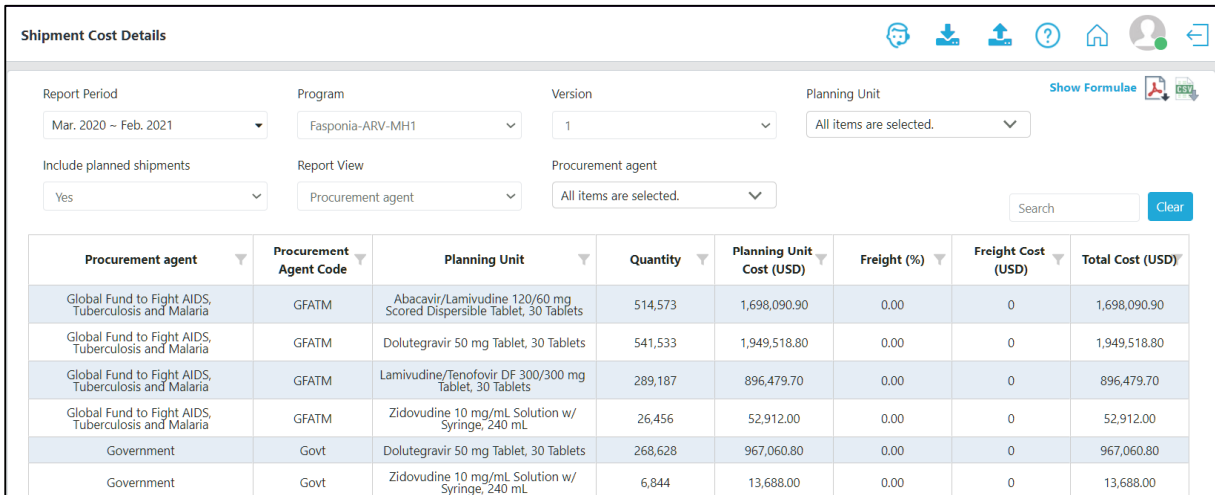 Shipment Cost Details
Show Formulae
CSV
Report Period Program Version Planning Unit
Mar. 2020 ~ Feb. 2021 Fasponia-ARV-MH1 1 All items are selected.
Include planned shipments Report View Procurement agent
Yes Procurement agent All items are selected.
Search Clear
Procurement agent Procurement Agent Code Planning Unit Quantity Planning Unit Cost (USD) Freight (%) Freight Cost (USD) Total Cost (USD)
Global Fund to Fight AIDS, Tuberculosis and Malaria GFATM Abacavir/Lamivudine 120/60 mg Scored Dispersible Tablet, 30 Tablets 514,573 1,698,090.90 0.00 0 1,698,090.90
Global Fund to Fight AIDS, Tuberculosis and Malaria GFATM Dolutegravir 50 mg Tablet, 30 Tablets 541,533 1,949,518.80 0.00 0 1,949,518.80
Global Fund to Fight AIDS, Tuberculosis and Malaria GFATM Lamivudine/Tenofovir DF 300/300 mg Tablet, 30 Tablets 289,187 896,479.70 0.00 0 896,479.70
Global Fund to Fight AIDS, Tuberculosis and Malaria GFATM Zidovudine 10 mg/mL Solution w/ Syringe, 240 mL 26,456 52,912.00 0.00 0 52,912.00
Government Govt Dolutegravir 50 mg Tablet, 30 Tablets 268,628 967,060.80 0.00 0 967,060.80
Government Govt Zidovudine 10 mg/mL Solution w/ Syringe, 240 mL 6,844 13,688.00 0.00 0 13,688.00